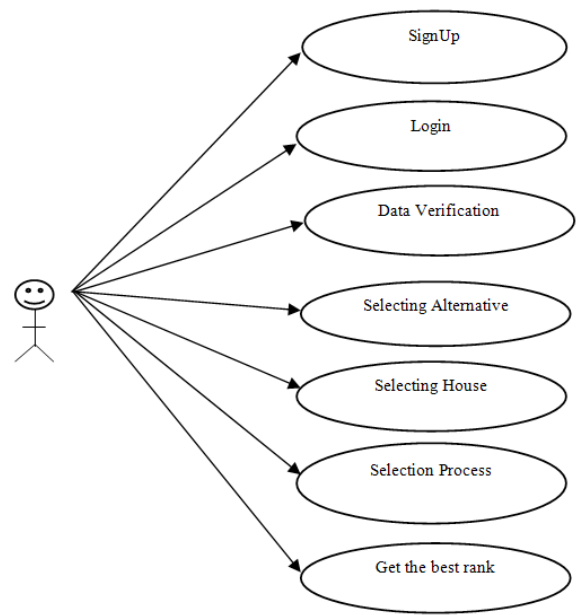 SignUp
Login
Data Verification
Selecting Alternative
Selecting House
Selection Process
Get the best rank